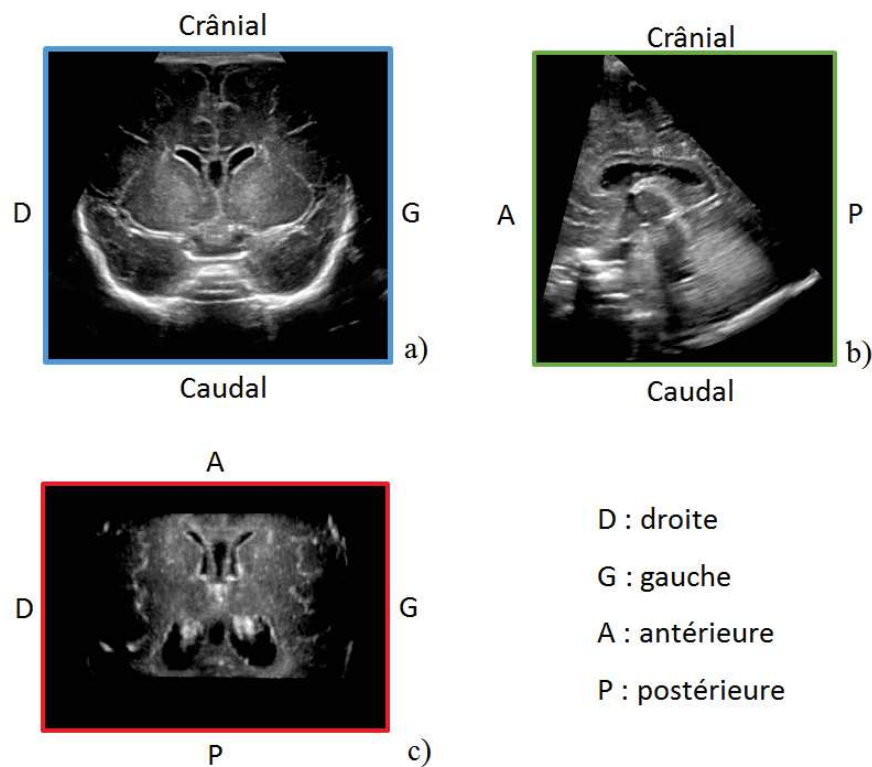 Crânial
D
G
a)
Caudal
Crânial
A
P
b)
Caudal
A
D
G
P
c)
D : droite
G : gauche
A : antérieure
P : postérieure